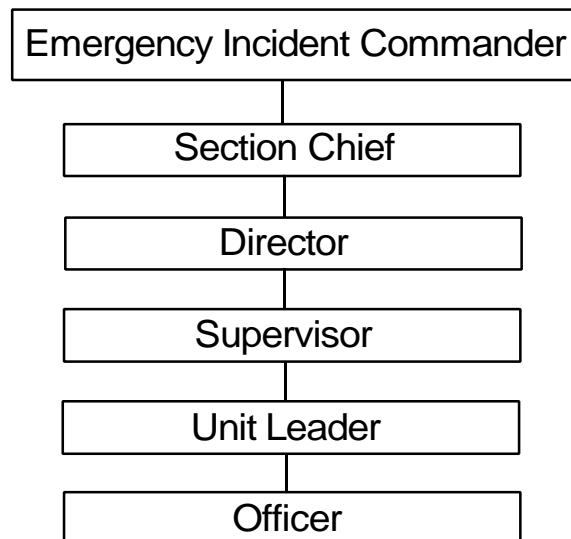 Emergency Incident Commander
Section Chief
Director
Supervisor
Unit Leader
Officer